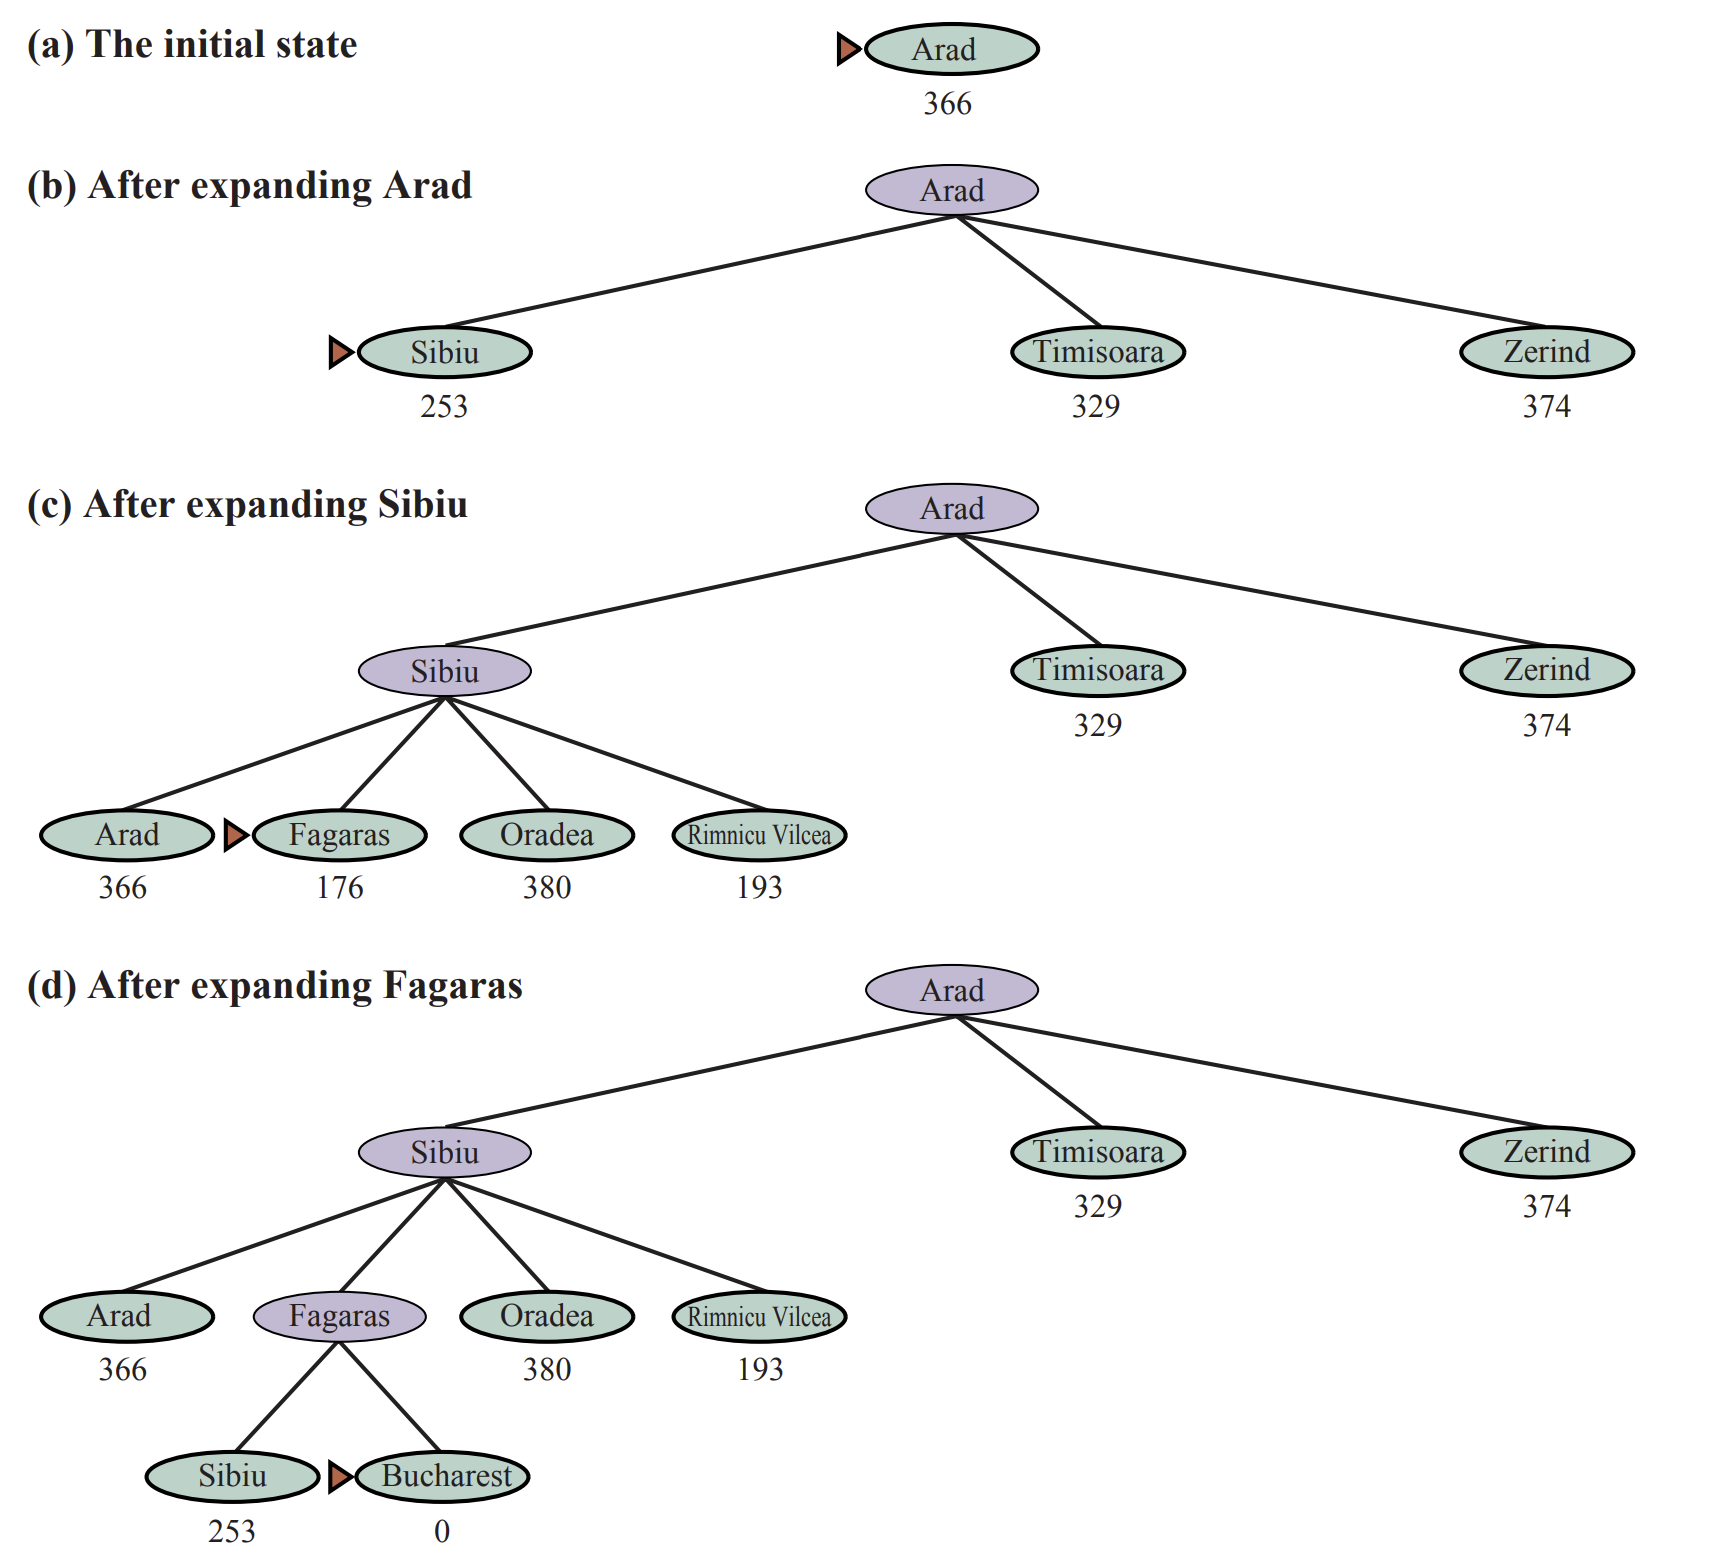 (a) The initial state
Arad
366
(b) After expanding Arad
Arad
Sibiu
Timisoara
Zerind
253
329
374
(c) After expanding Sibiu
Arad
Sibiu
Timisoara
Zerind
329
374
Arad
Fagaras
Oradea
Rimnicu Vilcea
366
176
380
193
(d) After expanding Fagaras
Arad
Sibiu
Timisoara
Zerind
329
374
Arad
Fagaras
Oradea
Rimnicu Vilcea
366
380
193
Sibiu
Bucharest
253
0